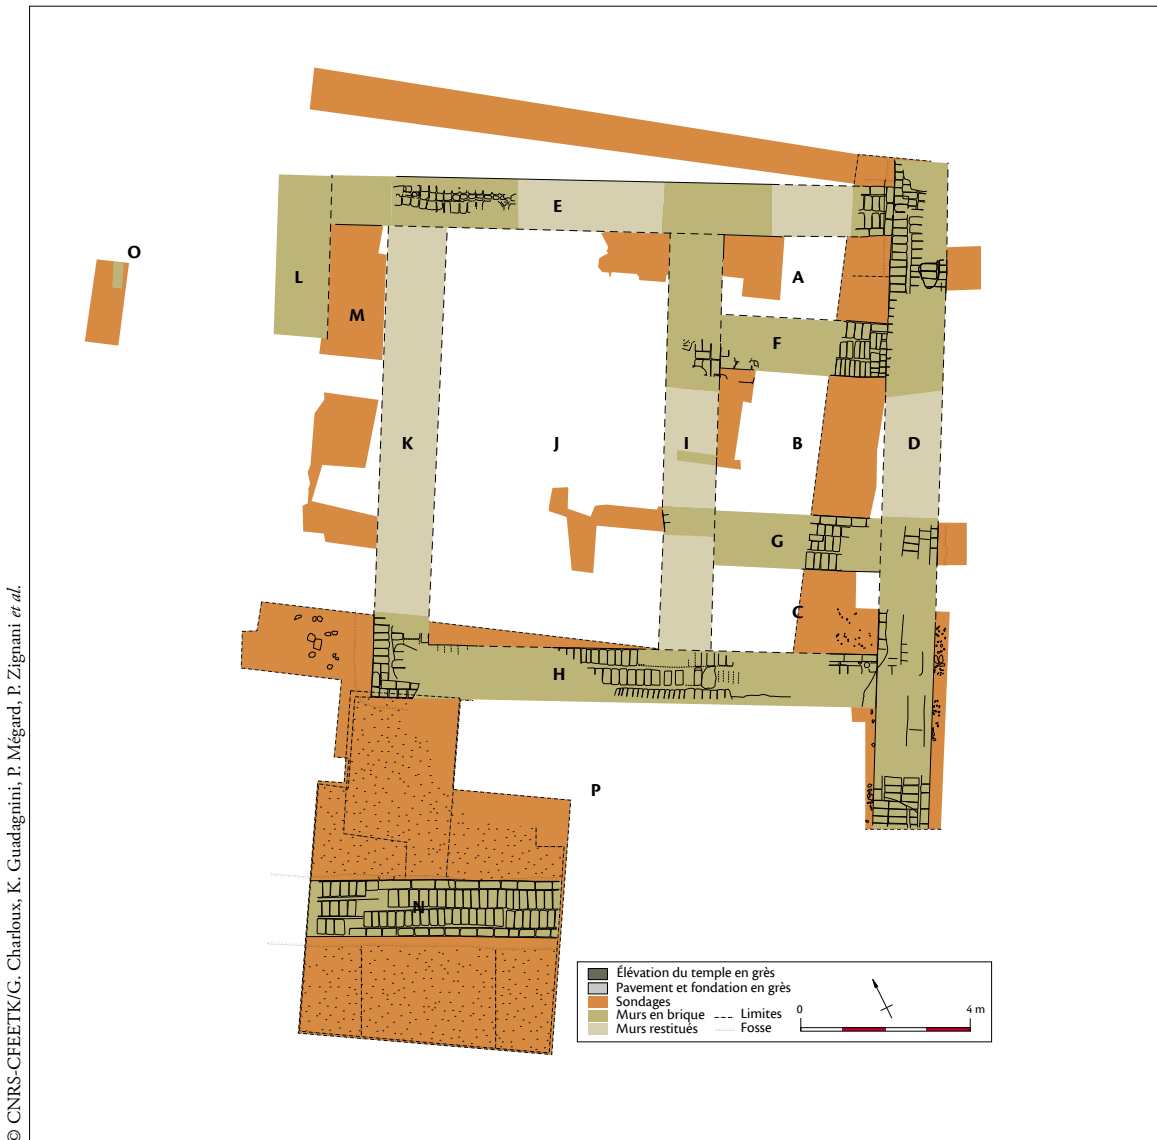 O
E
L
A
M
F
K
J
I
B
D
G
C
H
P
N
Élévation du temple en grès
Pavement et fondation en grès
Sondages
Murs en brique
Limites
Murs restitués
Fosse
0
4 m
© CNRS-CFEETK/G. Charloux, K. Guadagnini, P. Mégard, P. Zignani et al.